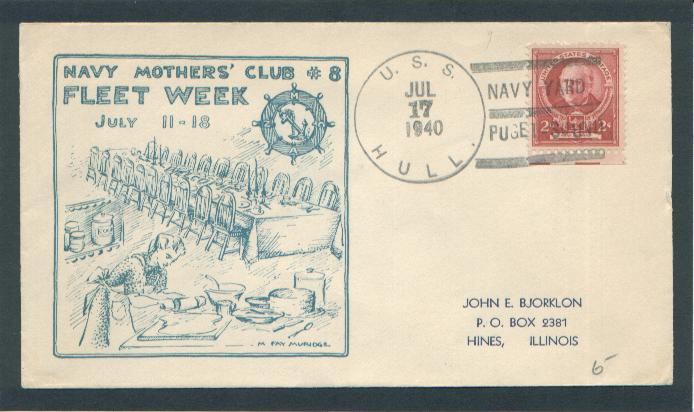 NAVY MOTHERS' CLUB #8
FLEET WEEK
JULY 11-18
M FAY MURIDGE
U. S. S. HULL.
JUL
17
1940
NAVY YARD
PUGET SOUND
UNITED STATES POSTAGE
2¢ 2¢
JOHN E. BJORKLON
P. O. BOX 2381
HINES, ILLINOIS
6-